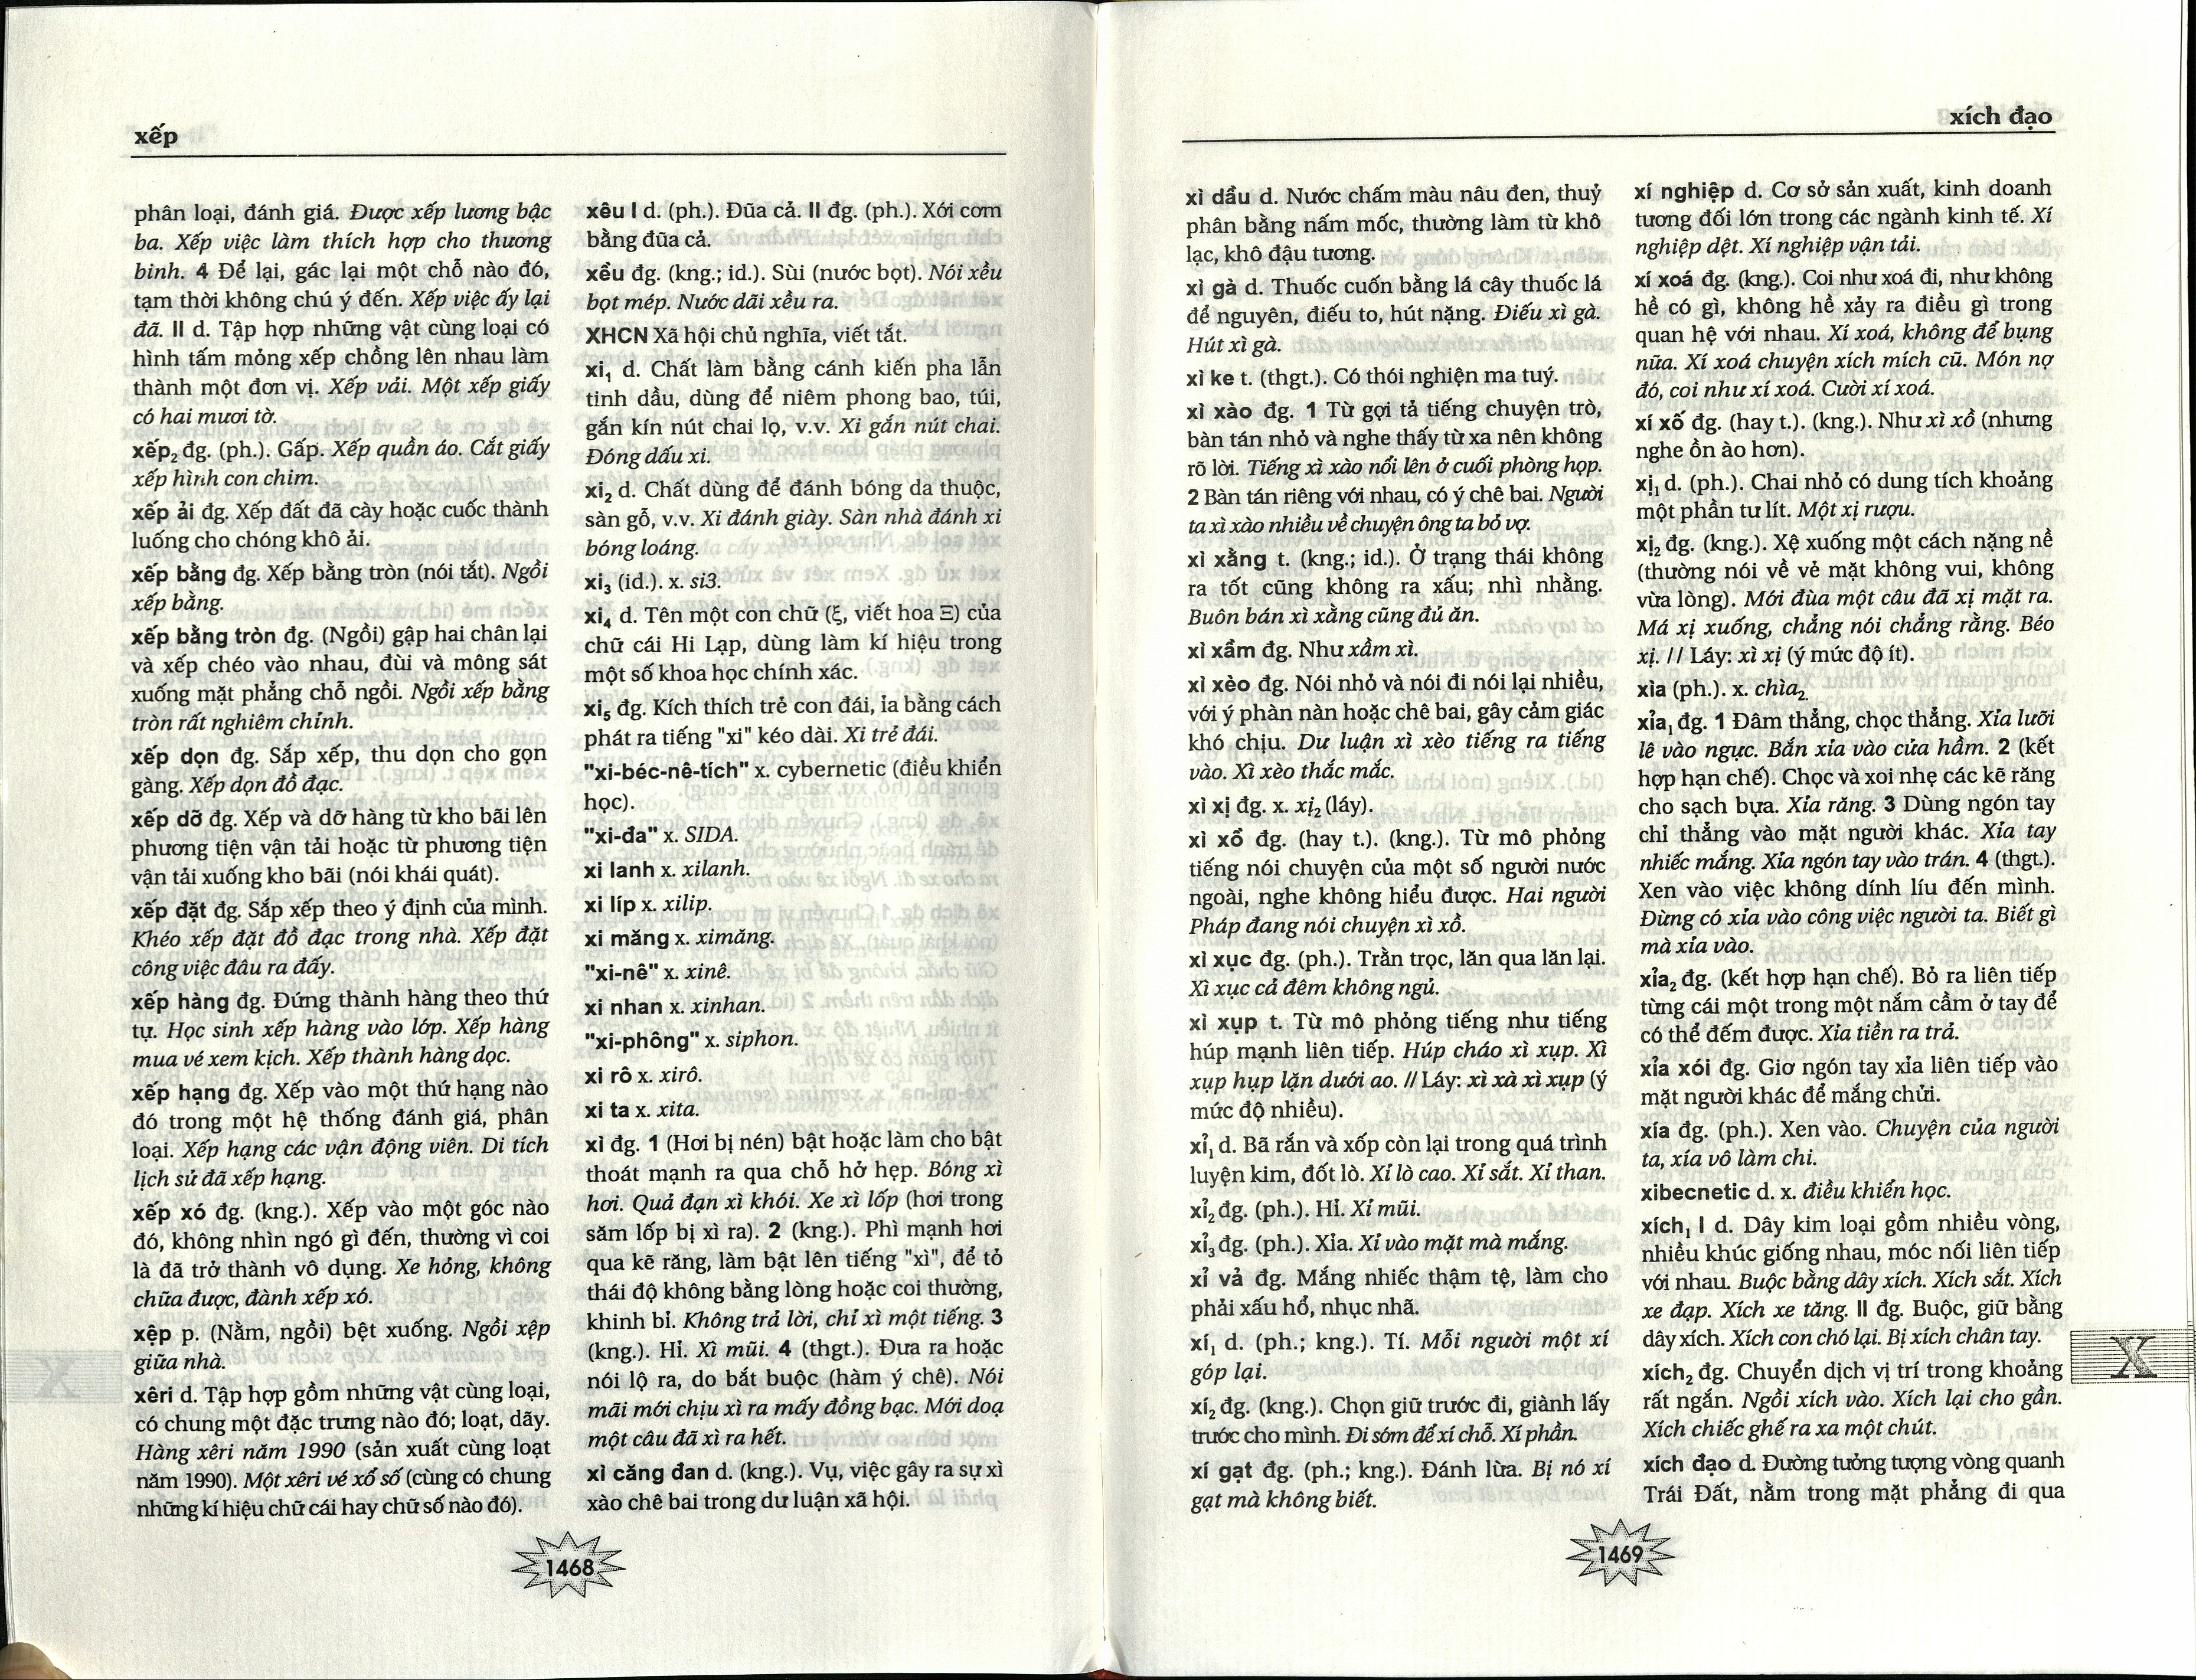 xếp
phân loại, đánh giá. Được xếp lương bậc
ba. Xếp việc làm thích hợp cho thương
binh. 4 Để lại, gác lại một chỗ nào đó,
tạm thời không chú ý đến. Xếp việc ấy lại
đã. II d. Tập hợp những vật cùng loại có
hình tấm mỏng xếp chồng lên nhau làm
thành một đơn vị. Xếp vải. Một xếp giấy
có hai mươi tờ.
xếp₂ đg. (ph.). Gấp. Xếp quần áo. Cắt giấy
xếp hình con chim.
xếp ải đg. Xếp đất đã cày hoặc cuốc thành
luống cho chóng khô ải.
xếp bằng đg. Xếp bằng tròn (nói tắt). Ngồi
xếp bằng.
xếp bằng tròn đg. (Ngồi) gập hai chân lại
và xếp chéo vào nhau, đùi và mông sát
xuống mặt phẳng chỗ ngồi. Ngồi xếp bằng
tròn rất nghiêm chỉnh.
xếp dọn đg. Sắp xếp, thu dọn cho gọn
gàng. Xếp dọn đồ đạc.
xếp dỡ đg. Xếp và dỡ hàng từ kho bãi lên
phương tiện vận tải hoặc từ phương tiện
vận tải xuống kho bãi (nói khái quát).
xếp đặt đg. Sắp xếp theo ý định của mình.
Khéo xếp đặt đồ đạc trong nhà. Xếp đặt
công việc đâu ra đấy.
xếp hàng đg. Đứng thành hàng theo thứ
tự. Học sinh xếp hàng vào lớp. Xếp hàng
mua vé xem kịch. Xếp thành hàng dọc.
xếp hạng đg. Xếp vào một thứ hạng nào
đó trong một hệ thống đánh giá, phân
loại. Xếp hạng các vận động viên. Di tích
lịch sử đã xếp hạng.
xếp xó đg. (kng.). Xếp vào một góc nào
đó, không nhìn ngó gì đến, thường vì coi
là đã trở thành vô dụng. Xe hỏng, không
chữa được, đành xếp xó.
xệp p. (Nằm, ngồi) bệt xuống. Ngồi xệp
giữa nhà.
xêri d. Tập hợp gồm những vật cùng loại,
có chung một đặc trưng nào đó; loạt, dãy.
Hàng xêri năm 1990 (sản xuất cùng loạt
năm 1990). Một xêri vé xổ số (cùng có chung
những kí hiệu chữ cái hay chữ số nào đó).
xêu I d. (ph.). Đũa cả. II đg. (ph.). Xới cơm
bằng đũa cả.
xều đg. (kng.; id.). Sùi (nước bọt). Nói xều
bọt mép. Nước dãi xều ra.
XHCN Xã hội chủ nghĩa, viết tắt.
xi₁ d. Chất làm bằng cánh kiến pha lẫn
tinh dầu, dùng để niêm phong bao, túi,
gắn kín nút chai lọ, v.v. Xi gắn nút chai.
Đóng dấu xi.
xi₂ d. Chất dùng để đánh bóng da thuộc,
sàn gỗ, v.v. Xi đánh giày. Sàn nhà đánh xi
bóng loáng.
xi₃ (id.). x. si3.
xi₄ d. Tên một con chữ (ξ, viết hoa Ξ) của
chữ cái Hi Lạp, dùng làm kí hiệu trong
một số khoa học chính xác.
xi₅ đg. Kích thích trẻ con đái, ỉa bằng cách
phát ra tiếng "xi" kéo dài. Xi trẻ đái.
"xi-béc-nê-tích" x. cybernetic (điều khiển
học).
"xi-đa" x. SIDA.
xi lanh x. xilanh.
xi líp x. xilip.
xi măng x. ximăng.
"xi-nê" x. xinê.
xi nhan x. xinhan.
"xi-phông" x. siphon.
xi rô x. xirô.
xi ta x. xita.
xì đg. 1 (Hơi bị nén) bật hoặc làm cho bật
thoát mạnh ra qua chỗ hở hẹp. Bóng xì
hơi. Quả đạn xì khói. Xe xì lốp (hơi trong
săm lốp bị xì ra). 2 (kng.). Phì mạnh hơi
qua kẽ răng, làm bật lên tiếng "xì", để tỏ
thái độ không bằng lòng hoặc coi thường,
khinh bỉ. Không trả lời, chỉ xì một tiếng. 3
(kng.). Hỉ. Xì mũi. 4 (thgt.). Đưa ra hoặc
nói lộ ra, do bắt buộc (hàm ý chê). Nói
mãi mới chịu xì ra mấy đồng bạc. Mới doạ
một câu đã xì ra hết.
xì căng đan d. (kng.). Vụ, việc gây ra sự xì
xào chê bai trong dư luận xã hội.
1468
xích đạo
xì dầu d. Nước chấm màu nâu đen, thuỷ
phân bằng nấm mốc, thường làm từ khô
lạc, khô đậu tương.
xì gà d. Thuốc cuốn bằng lá cây thuốc lá
để nguyên, điếu to, hút nặng. Điếu xì gà.
Hút xì gà.
xì ke t. (thgt.). Có thói nghiện ma tuý.
xì xào đg. 1 Từ gợi tả tiếng chuyện trò,
bàn tán nhỏ và nghe thấy từ xa nên không
rõ lời. Tiếng xì xào nổi lên ở cuối phòng họp.
2 Bàn tán riêng với nhau, có ý chê bai. Người
ta xì xào nhiều về chuyện ông ta bỏ vợ.
xì xằng t. (kng.; id.). Ở trạng thái không
ra tốt cũng không ra xấu; nhì nhằng.
Buôn bán xì xằng cũng đủ ăn.
xì xầm đg. Như xầm xì.
xì xèo đg. Nói nhỏ và nói đi nói lại nhiều,
với ý phàn nàn hoặc chê bai, gây cảm giác
khó chịu. Dư luận xì xèo tiếng ra tiếng
vào. Xì xèo thắc mắc.
xì xị đg. x. xị₂ (láy).
xì xồ đg. (hay t.). (kng.). Từ mô phỏng
tiếng nói chuyện của một số người nước
ngoài, nghe không hiểu được. Hai người
Pháp đang nói chuyện xì xồ.
xì xục đg. (ph.). Trằn trọc, lăn qua lăn lại.
Xì xục cả đêm không ngủ.
xì xụp t. Từ mô phỏng tiếng như tiếng
húp mạnh liên tiếp. Húp cháo xì xụp. Xì
xụp hụp lặn dưới ao. // Láy: xì xà xì xụp (ý
mức độ nhiều).
xỉ₁ d. Bã rắn và xốp còn lại trong quá trình
luyện kim, đốt lò. Xỉ lò cao. Xỉ sắt. Xỉ than.
xỉ₂ đg. (ph.). Hỉ. Xỉ mũi.
xỉ₃ đg. (ph.). Xỉa. Xỉ vào mặt mà mắng.
xỉ vả đg. Mắng nhiếc thậm tệ, làm cho
phải xấu hổ, nhục nhã.
xí₁ d. (ph.; kng.). Tí. Mỗi người một xí
góp lại.
xí₂ đg. (kng.). Chọn giữ trước đi, giành lấy
trước cho mình. Đi sớm để xí chỗ. Xí phần.
xí gạt đg. (ph.; kng.). Đánh lừa. Bị nó xí
gạt mà không biết.
xí nghiệp d. Cơ sở sản xuất, kinh doanh
tương đối lớn trong các ngành kinh tế. Xí
nghiệp dệt. Xí nghiệp vận tải.
xí xoá đg. (kng.). Coi như xoá đi, như không
hề có gì, không hề xảy ra điều gì trong
quan hệ với nhau. Xí xoá, không để bụng
nữa. Xí xoá chuyện xích mích cũ. Món nợ
đó, coi như xí xoá. Cười xí xoá.
xí xố đg. (hay t.). (kng.). Như xì xồ (nhưng
nghe ồn ào hơn).
xị₁ d. (ph.). Chai nhỏ có dung tích khoảng
một phần tư lít. Một xị rượu.
xị₂ đg. (kng.). Xệ xuống một cách nặng nề
(thường nói về vẻ mặt không vui, không
vừa lòng). Mới đùa một câu đã xị mặt ra.
Má xị xuống, chẳng nói chẳng rằng. Béo
xị. // Láy: xì xị (ý mức độ ít).
xìa (ph.). x. chìa₂.
xỉa₁ đg. 1 Đâm thẳng, chọc thẳng. Xỉa lưỡi
lê vào ngực. Bắn xỉa vào cửa hầm. 2 (kết
hợp hạn chế). Chọc và xoi nhẹ các kẽ răng
cho sạch bựa. Xỉa răng. 3 Dùng ngón tay
chỉ thẳng vào mặt người khác. Xỉa tay
nhiếc mắng. Xỉa ngón tay vào trán. 4 (thgt.).
Xen vào việc không dính líu đến mình.
Đừng có xỉa vào công việc người ta. Biết gì
mà xỉa vào.
xỉa₂ đg. (kết hợp hạn chế). Bỏ ra liên tiếp
từng cái một trong một nắm cầm ở tay để
có thể đếm được. Xỉa tiền ra trả.
xỉa xói đg. Giơ ngón tay xỉa liên tiếp vào
mặt người khác để mắng chửi.
xía đg. (ph.). Xen vào. Chuyện của người
ta, xía vô làm chi.
xibecnetic d. x. điều khiển học.
xích₁ I d. Dây kim loại gồm nhiều vòng,
nhiều khúc giống nhau, móc nối liên tiếp
với nhau. Buộc bằng dây xích. Xích sắt. Xích
xe đạp. Xích xe tăng. II đg. Buộc, giữ bằng
dây xích. Xích con chó lại. Bị xích chân tay.
xích₂ đg. Chuyển dịch vị trí trong khoảng
rất ngắn. Ngồi xích vào. Xích lại cho gần.
Xích chiếc ghế ra xa một chút.
xích đạo d. Đường tưởng tượng vòng quanh
Trái Đất, nằm trong mặt phẳng đi qua
X
1469